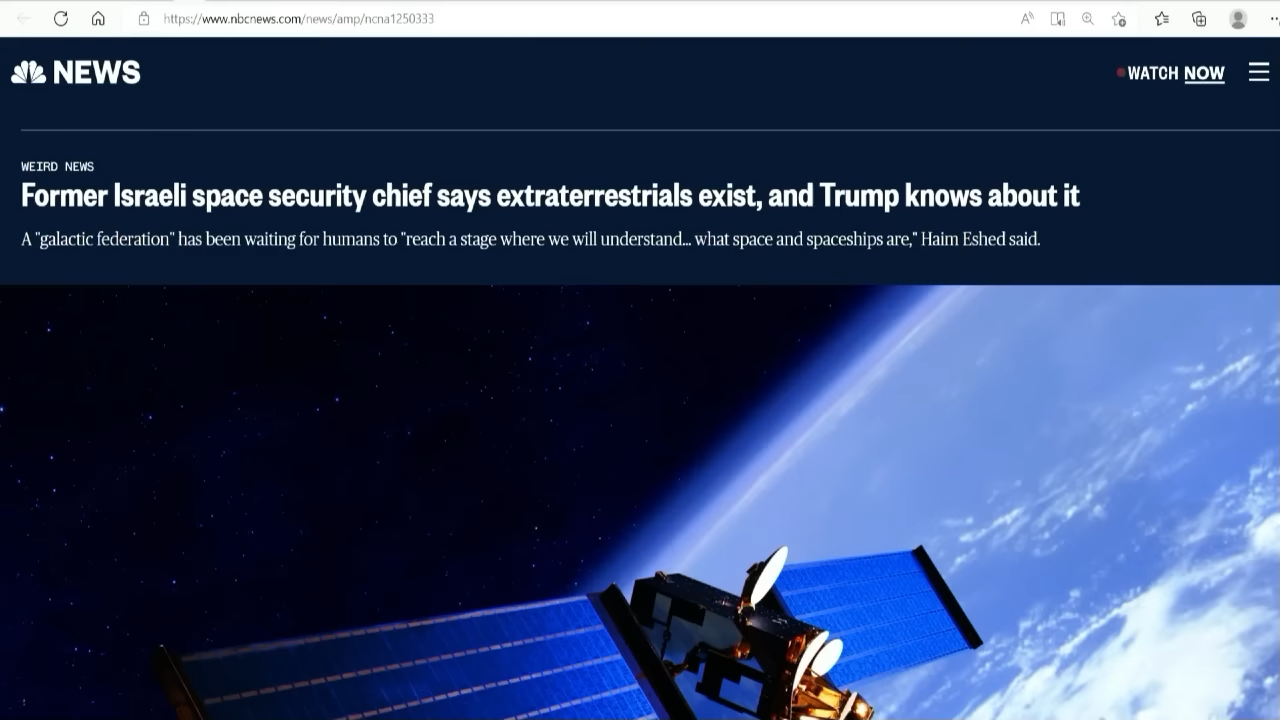 https://www.nbcnews.com/news/amp/ncna1250333
NEWS
WATCH NOW
WEIRD NEWS
Former Israeli space security chief says extraterrestrials exist, and Trump knows about it
A "galactic federation" has been waiting for humans to "reach a stage where we will understand... what space and spaceships are," Haim Eshed said.